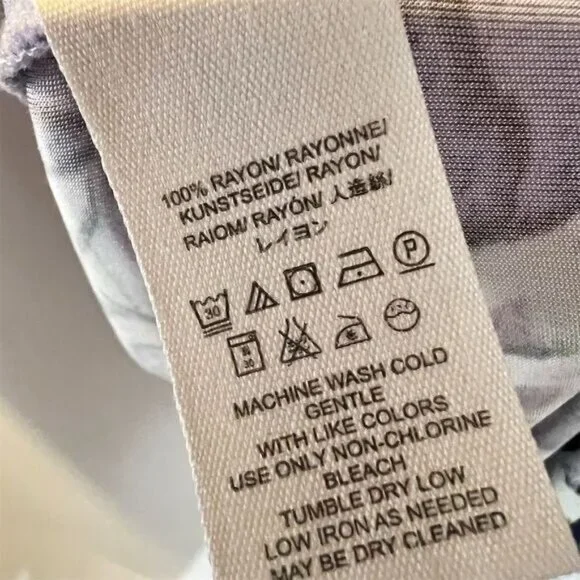 100% RAYON/ RAYONNE/
KUNSTSEIDE/ RAYON/
RAIOM/ RAYÓN/ 人造絲/
レイヨン
30 P
30
MACHINE WASH COLD
GENTLE
WITH LIKE COLORS
USE ONLY NON-CHLORINE
BLEACH
TUMBLE DRY LOW
LOW IRON AS NEEDED
MAY BE DRY CLEANED